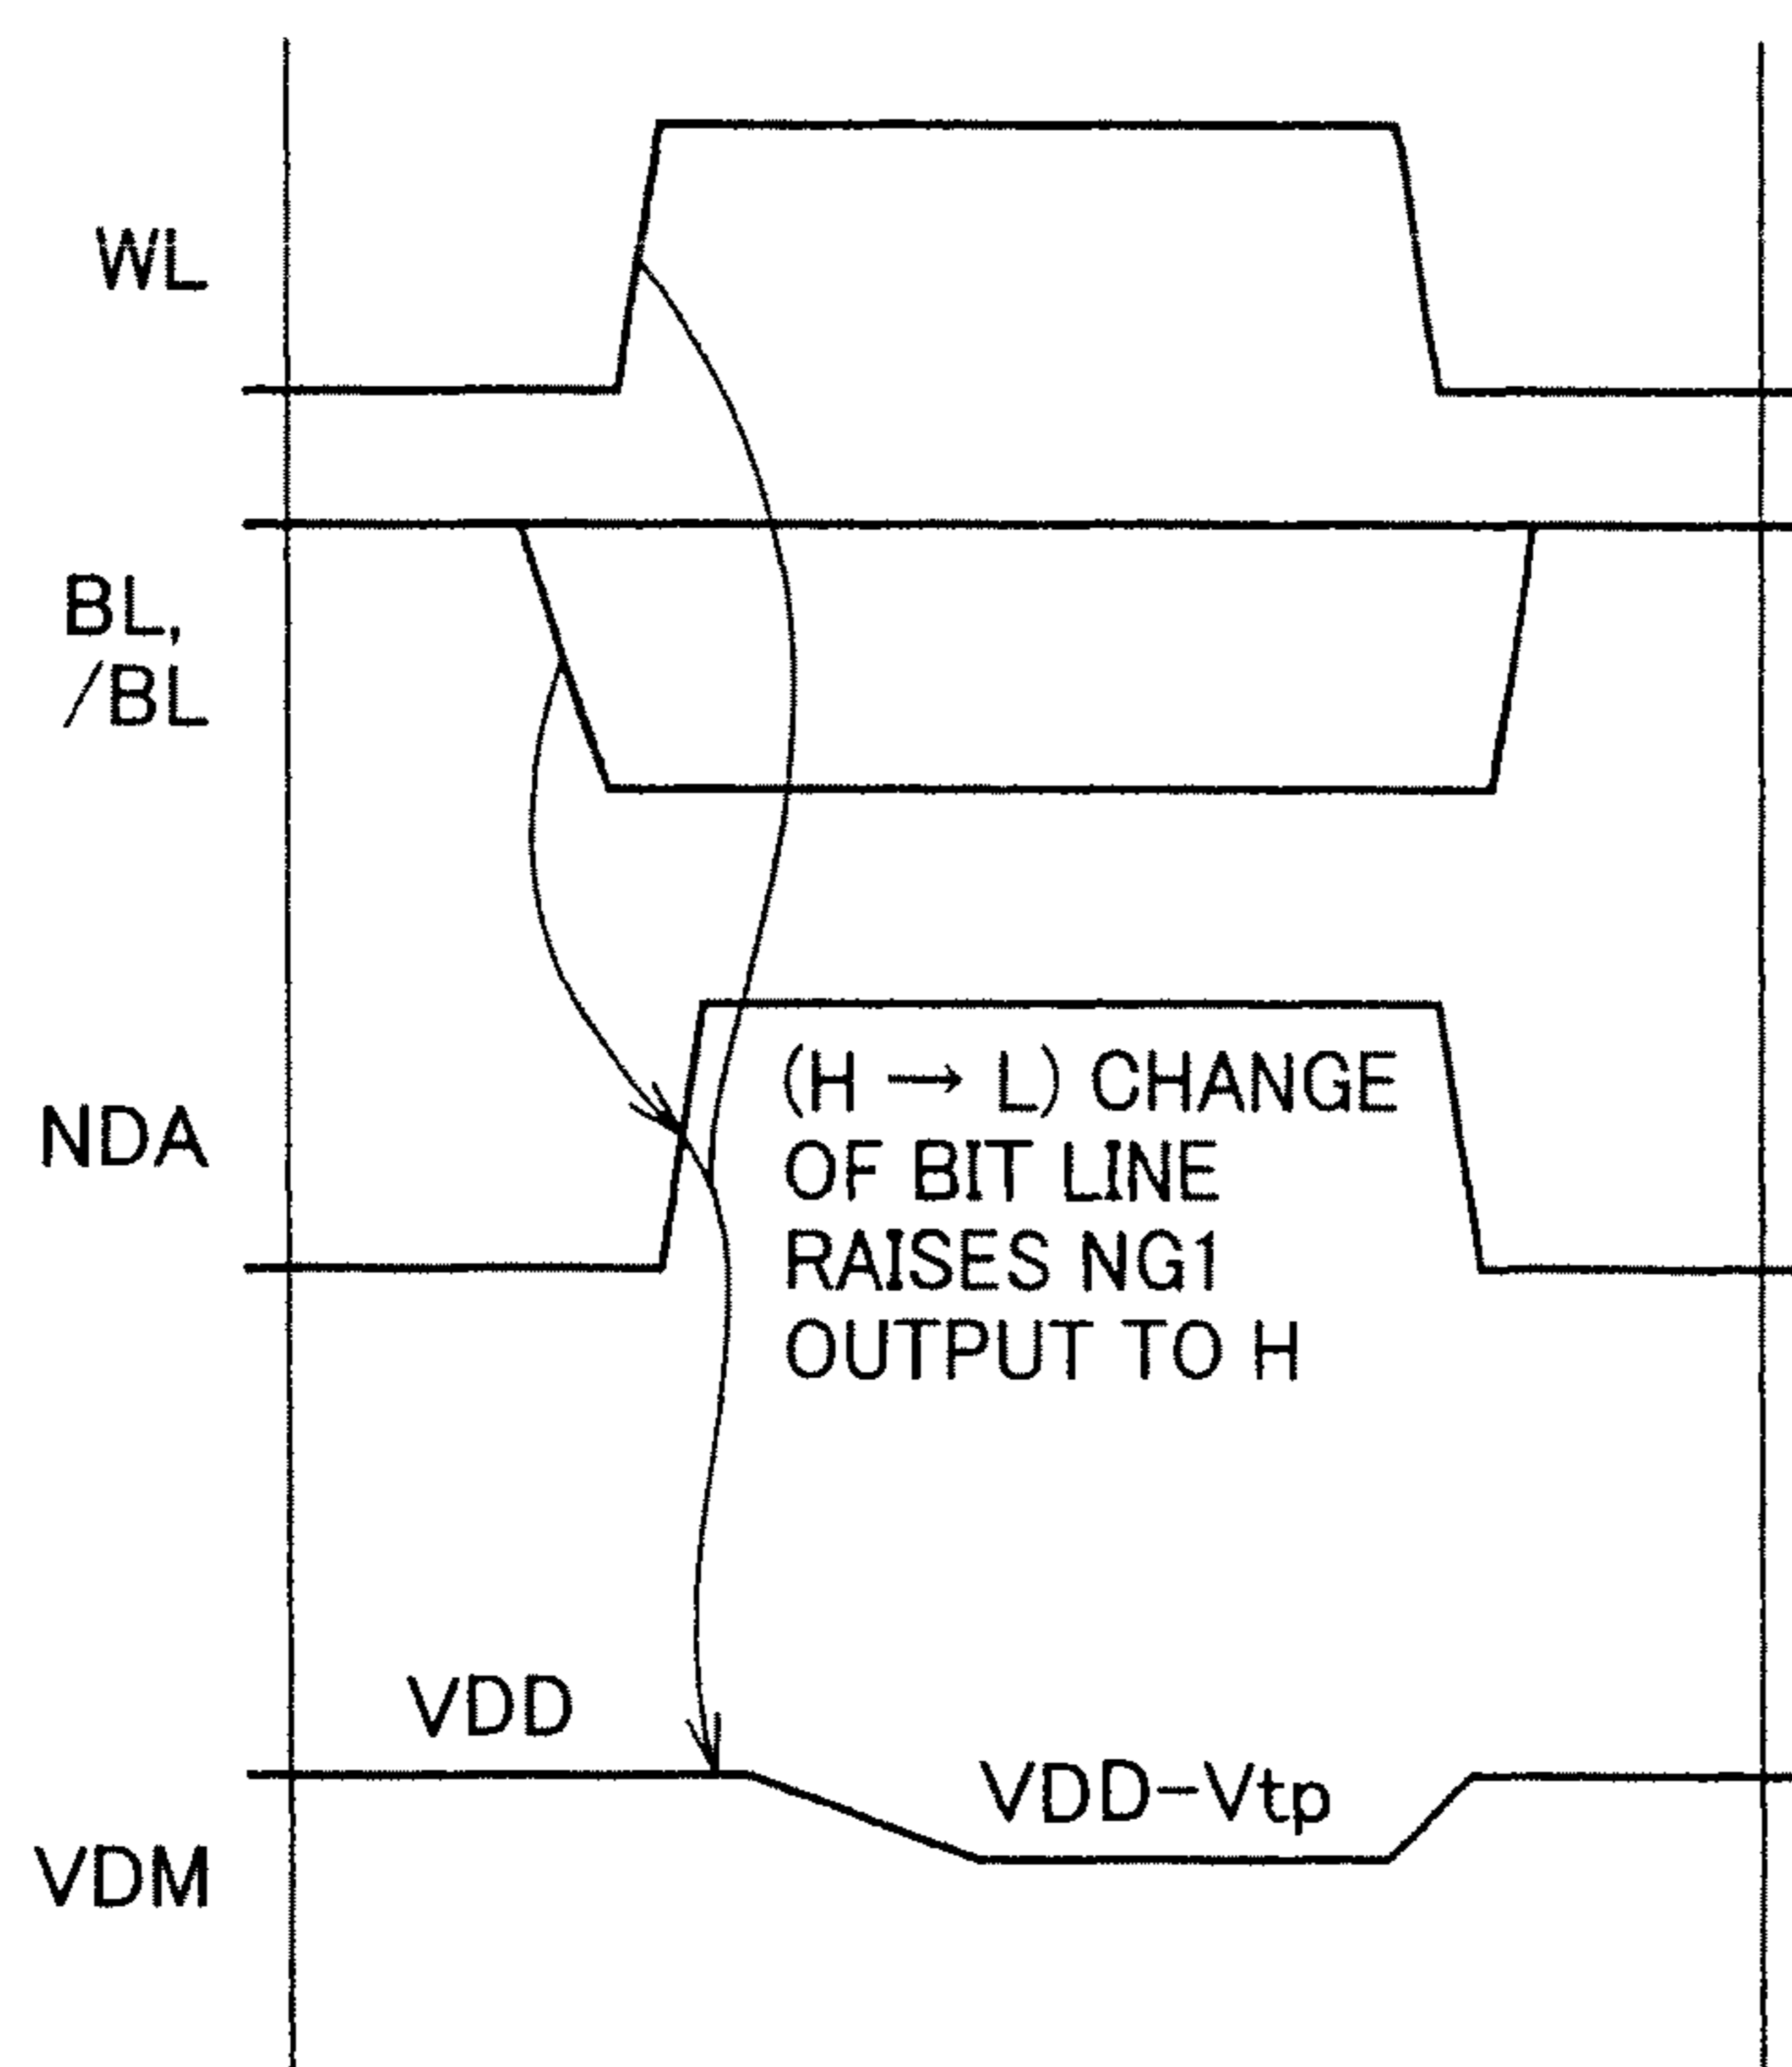 WL
BL,
/BL
NDA
(H → L) CHANGE
OF BIT LINE
RAISES NG1
OUTPUT TO H
VDD
VDD-Vtp
VDM